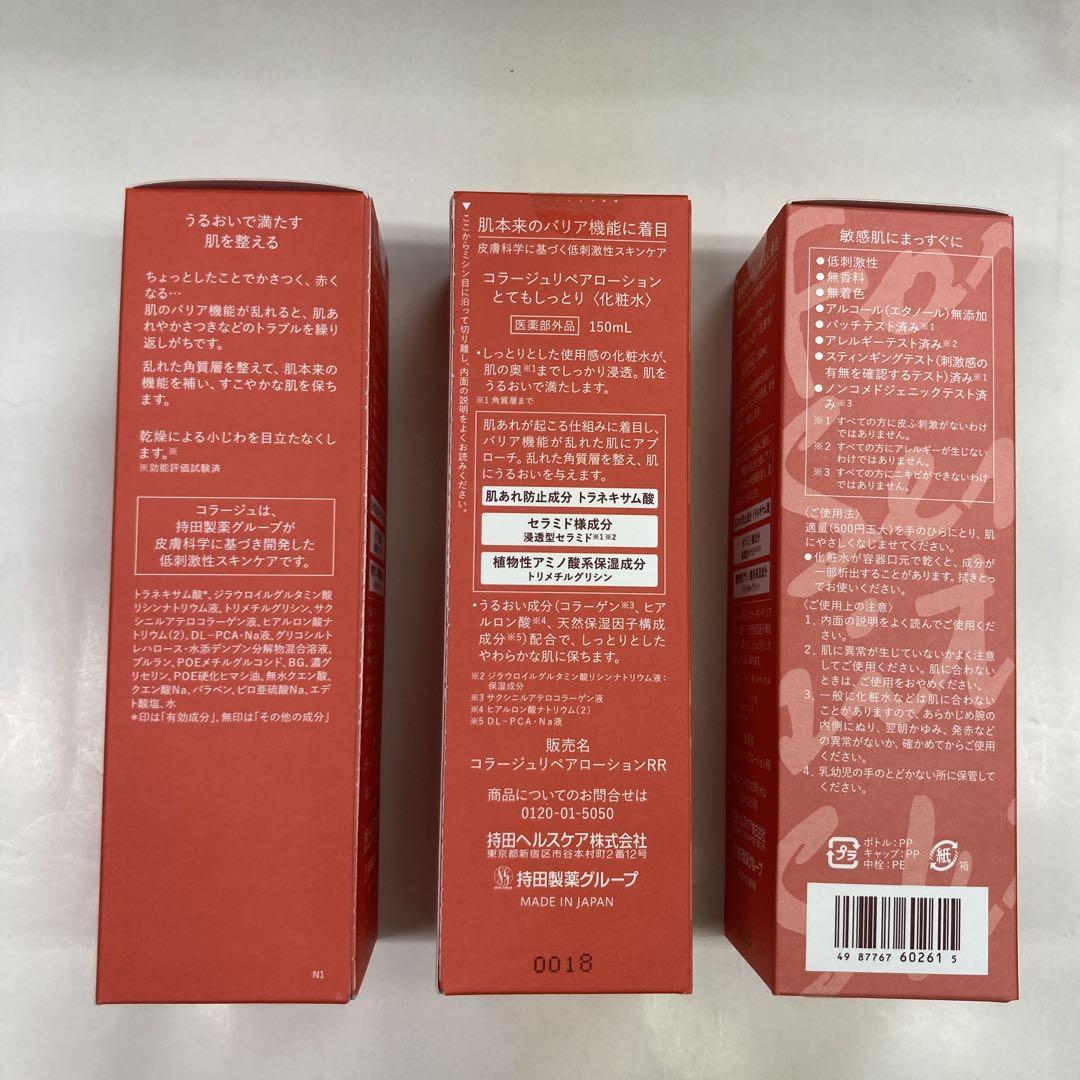 うるおいで満たす
肌を整える
ちょっとしたことでかさつく、赤く
なる…
肌のバリア機能が乱れると、肌あ
れやかさつきなどのトラブルを繰り
返しがちです。
乱れた角質層を整えて、肌本来の
機能を補い、すこやかな肌を保ち
ます。
乾燥による小じわを目立たなくし
ます。※
※効能評価試験済
コラージュは、
持田製薬グループが
皮膚科学に基づき開発した
低刺激性スキンケアです。
トラネキサム酸*、ジラウロイルグルタミン酸
リシンナトリウム液、トリメチルグリシン、サク
シニルアテロコラーゲン液、ヒアルロン酸ナ
トリウム(2)、DL-PCA・Na液、グリコシルト
レハロース・水添デンプン分解物混合溶液、
プルラン、POEメチルグルコシド、BG、濃グ
リセリン、POE硬化ヒマシ油、無水クエン酸、
クエン酸Na、パラベン、ピロ亜硫酸Na、エデ
ト酸塩、水
*印は「有効成分」、無印は「その他の成分」
N1
▼ここからミシン目に沿って切り離し、内面の説明をよくお読みください。
肌本来のバリア機能に着目
皮膚科学に基づく低刺激性スキンケア
コラージュリペアローション
とてもしっとり〈化粧水〉
医薬部外品 150mL
・しっとりとした使用感の化粧水が、
肌の奥※1までしっかり浸透。肌を
うるおいで満たします。
※1 角質層まで
肌あれが起こる仕組みに着目し、
バリア機能が乱れた肌にアプ
ローチ。乱れた角質層を整え、肌
にうるおいを与えます。
肌あれ防止成分 トラネキサム酸
セラミド様成分
浸透型セラミド※1※2
植物性アミノ酸系保湿成分
トリメチルグリシン
・うるおい成分(コラーゲン※3、ヒア
ルロン酸※4、天然保湿因子構成
成分※5)配合で、しっとりとした
やわらかな肌に保ちます。
※2 ジラウロイルグルタミン酸リシンナトリウム液:
保湿成分
※3 サクシニルアテロコラーゲン液
※4 ヒアルロン酸ナトリウム(2)
※5 DL-PCA・Na液
販売名
コラージュリペアローションRR
商品についてのお問合せは
0120-01-5050
持田ヘルスケア株式会社
東京都新宿区市谷本村町2番12号
持田製薬グループ
MADE IN JAPAN
0018
敏感肌にまっすぐに
●低刺激性
●無香料
●無着色
●アルコール(エタノール)無添加
●パッチテスト済み※1
●アレルギーテスト済み※2
●スティンギングテスト(刺激感の
有無を確認するテスト)済み※1
●ノンコメドジェニックテスト済
み※3
※1 すべての方に皮ふ刺激がないわけ
ではありません。
※2 すべての方にアレルギーが生じない
わけではありません。
※3 すべての方にニキビができないわけ
ではありません。
〈ご使用法〉
適量(500円玉大)を手のひらにとり、肌
にやさしくなじませてください。
●化粧水が容器口元で乾くと、成分が
一部析出することがあります。拭きとっ
てお使いください。
〈ご使用上の注意〉
1. 内面の説明をよく読んでご使用くだ
さい。
2. 肌に異常が生じていないかよく注意
してご使用ください。肌に合わない
ときは、ご使用をおやめください。
3. 一般に化粧水などは肌に合わない
ことがありますので、あらかじめ腕の
内側にぬり、翌朝かゆみ、発赤など
の異常がないか、確かめてからご使用
ください。
4. 乳幼児の手のとどかない所に保管して
ください。
プラ
ボトル:PP
キャップ:PP
中栓:PE
紙
箱
4 987767 602615